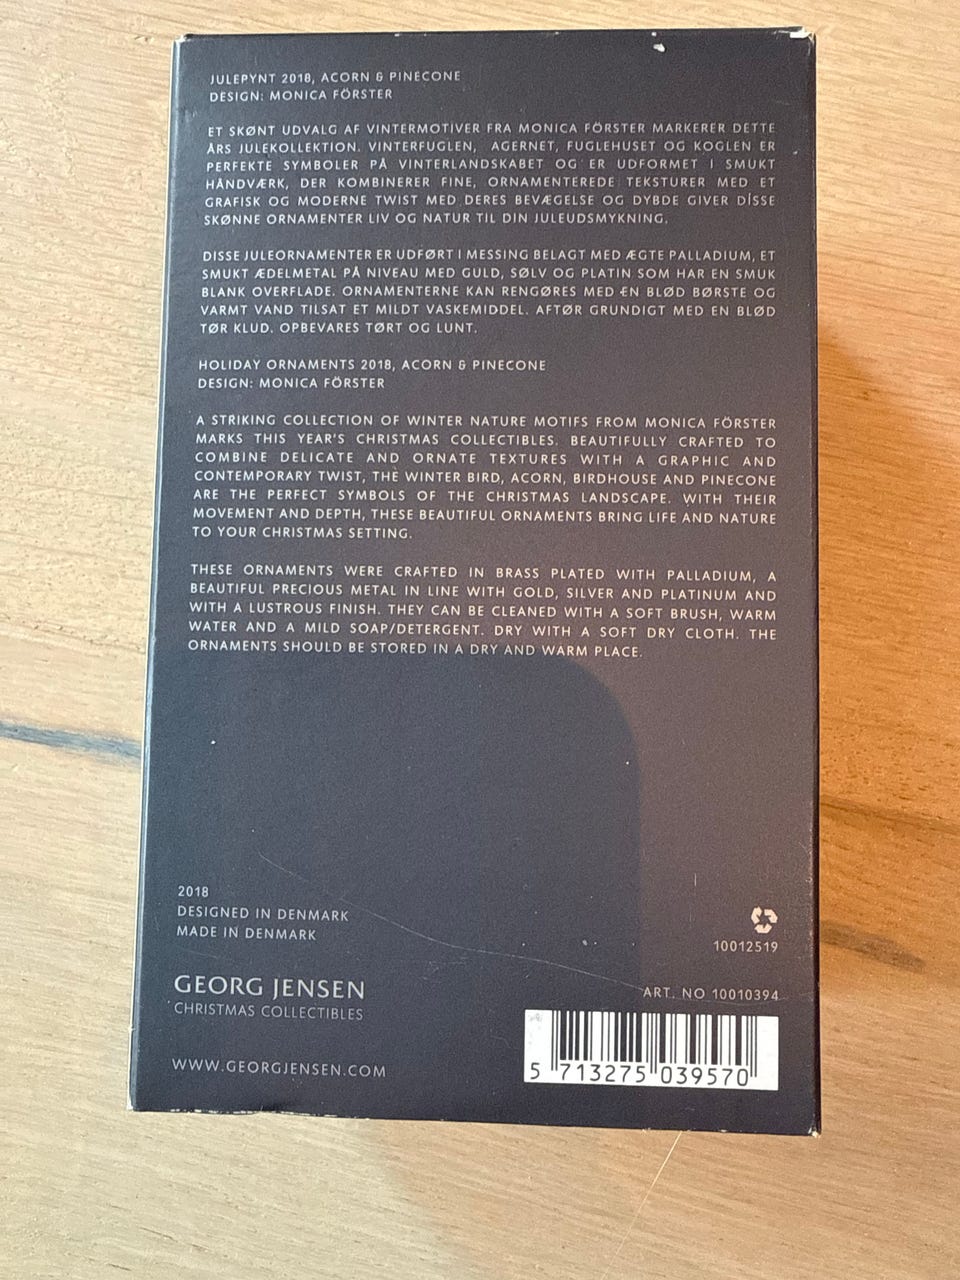 JULEPYNT 2018, ACORN & PINECONE
DESIGN: MONICA FÖRSTER
ET SKØNT UDVALG AF VINTERMOTIVER FRA MONICA FÖRSTER MARKERER DETTE
ÅRS JULEKOLLEKTION. VINTERFUGLEN, AGERNET, FUGLEHUSET OG KOGLEN ER
PERFEKTE SYMBOLER PÅ VINTERLANDSKABET OG ER UDFORMET I SMUKT
HÅNDVÆRK, DER KOMBINERER FINE, ORNAMENTEREDE TEKSTURER MED ET
GRAFISK OG MODERNE TWIST MED DERES BEVÆGELSE OG DYBDE GIVER DISSE
SKØNNE ORNAMENTER LIV OG NATUR TIL DIN JULEUDSMYKNING.
DISSE JULEORNAMENTER ER UDFØRT I MESSING BELAGT MED ÆGTE PALLADIUM, ET
SMUKT ÆDELMETAL PÅ NIVEAU MED GULD, SØLV OG PLATIN SOM HAR EN SMUK
BLANK OVERFLADE. ORNAMENTERNE KAN RENGØRES MED EN BLØD BØRSTE OG
VARMT VAND TILSAT ET MILDT VASKEMIDDEL. AFTØR GRUNDIGT MED EN BLØD
TØR KLUD. OPBEVARES TØRT OG LUNT.
HOLIDAY ORNAMENTS 2018, ACORN & PINECONE
DESIGN: MONICA FÖRSTER
A STRIKING COLLECTION OF WINTER NATURE MOTIFS FROM MONICA FÖRSTER
MARKS THIS YEAR'S CHRISTMAS COLLECTIBLES. BEAUTIFULLY CRAFTED TO
COMBINE DELICATE AND ORNATE TEXTURES WITH A GRAPHIC AND
CONTEMPORARY TWIST, THE WINTER BIRD, ACORN, BIRDHOUSE AND PINECONE
ARE THE PERFECT SYMBOLS OF THE CHRISTMAS LANDSCAPE. WITH THEIR
MOVEMENT AND DEPTH, THESE BEAUTIFUL ORNAMENTS BRING LIFE AND NATURE
TO YOUR CHRISTMAS SETTING.
THESE ORNAMENTS WERE CRAFTED IN BRASS PLATED WITH PALLADIUM, A
BEAUTIFUL PRECIOUS METAL IN LINE WITH GOLD, SILVER AND PLATINUM AND
WITH A LUSTROUS FINISH. THEY CAN BE CLEANED WITH A SOFT BRUSH, WARM
WATER AND A MILD SOAP/DETERGENT. DRY WITH A SOFT DRY CLOTH. THE
ORNAMENTS SHOULD BE STORED IN A DRY AND WARM PLACE.
2018
DESIGNED IN DENMARK
MADE IN DENMARK
10012519
GEORG JENSEN
CHRISTMAS COLLECTIBLES
ART. NO 10010394
WWW.GEORGJENSEN.COM
5 713275 039570